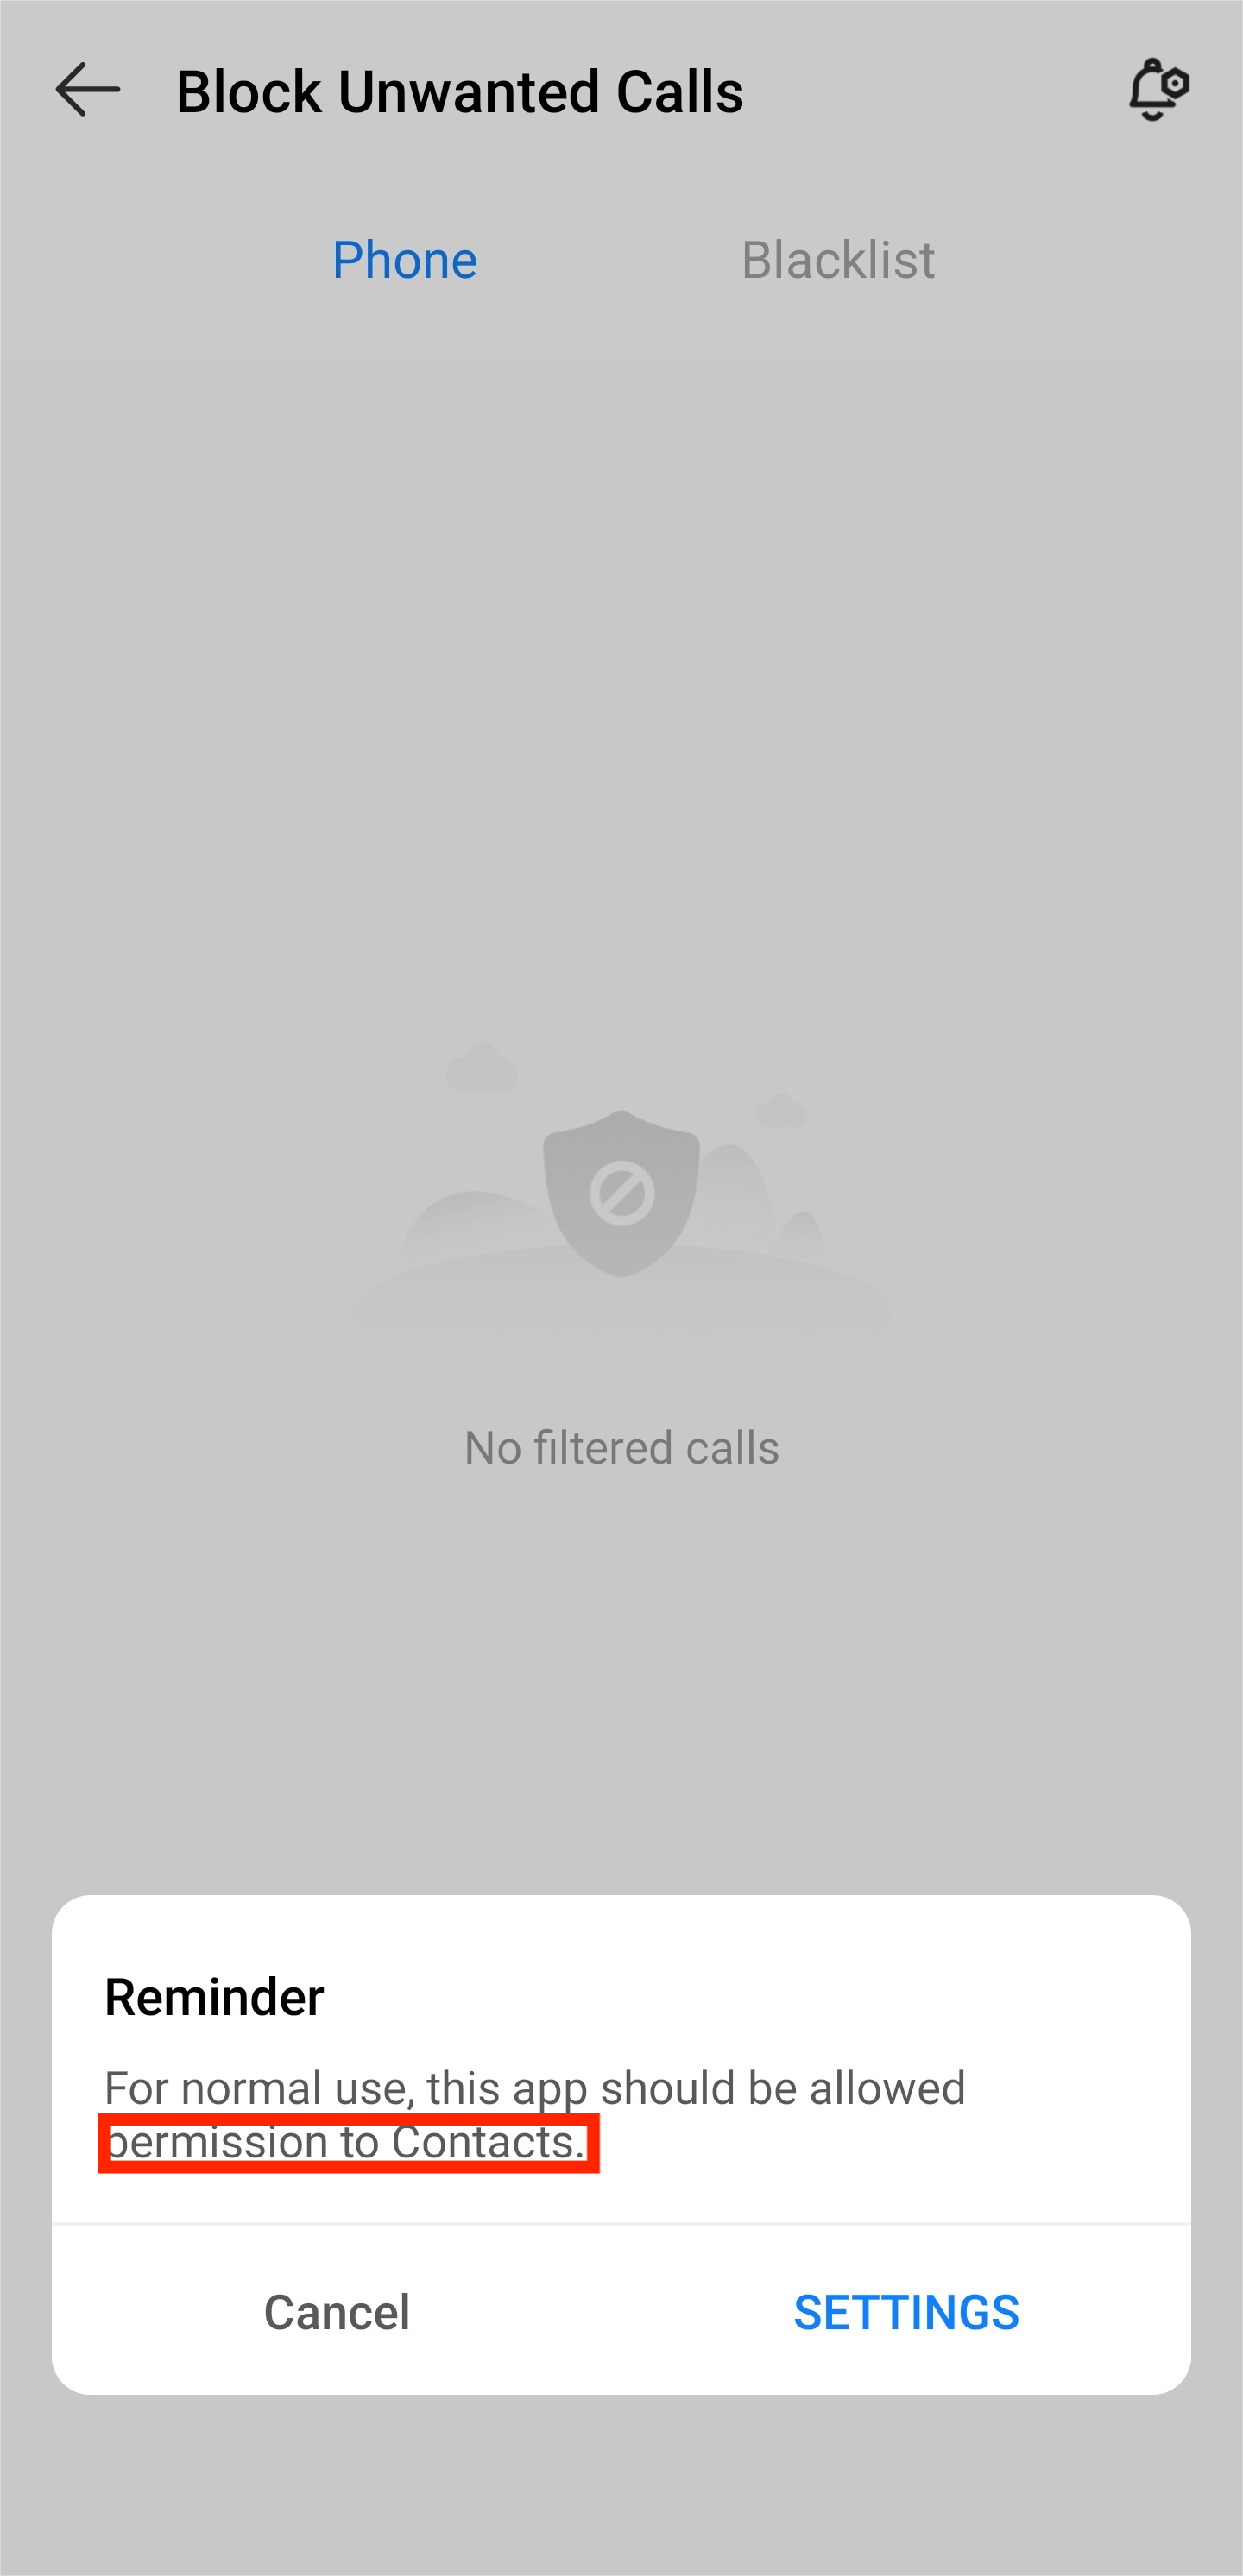 Block Unwanted Calls
Phone
Blacklist
No filtered calls
Reminder
For normal use, this app should be allowed
permission to Contacts.
Cancel
SETTINGS